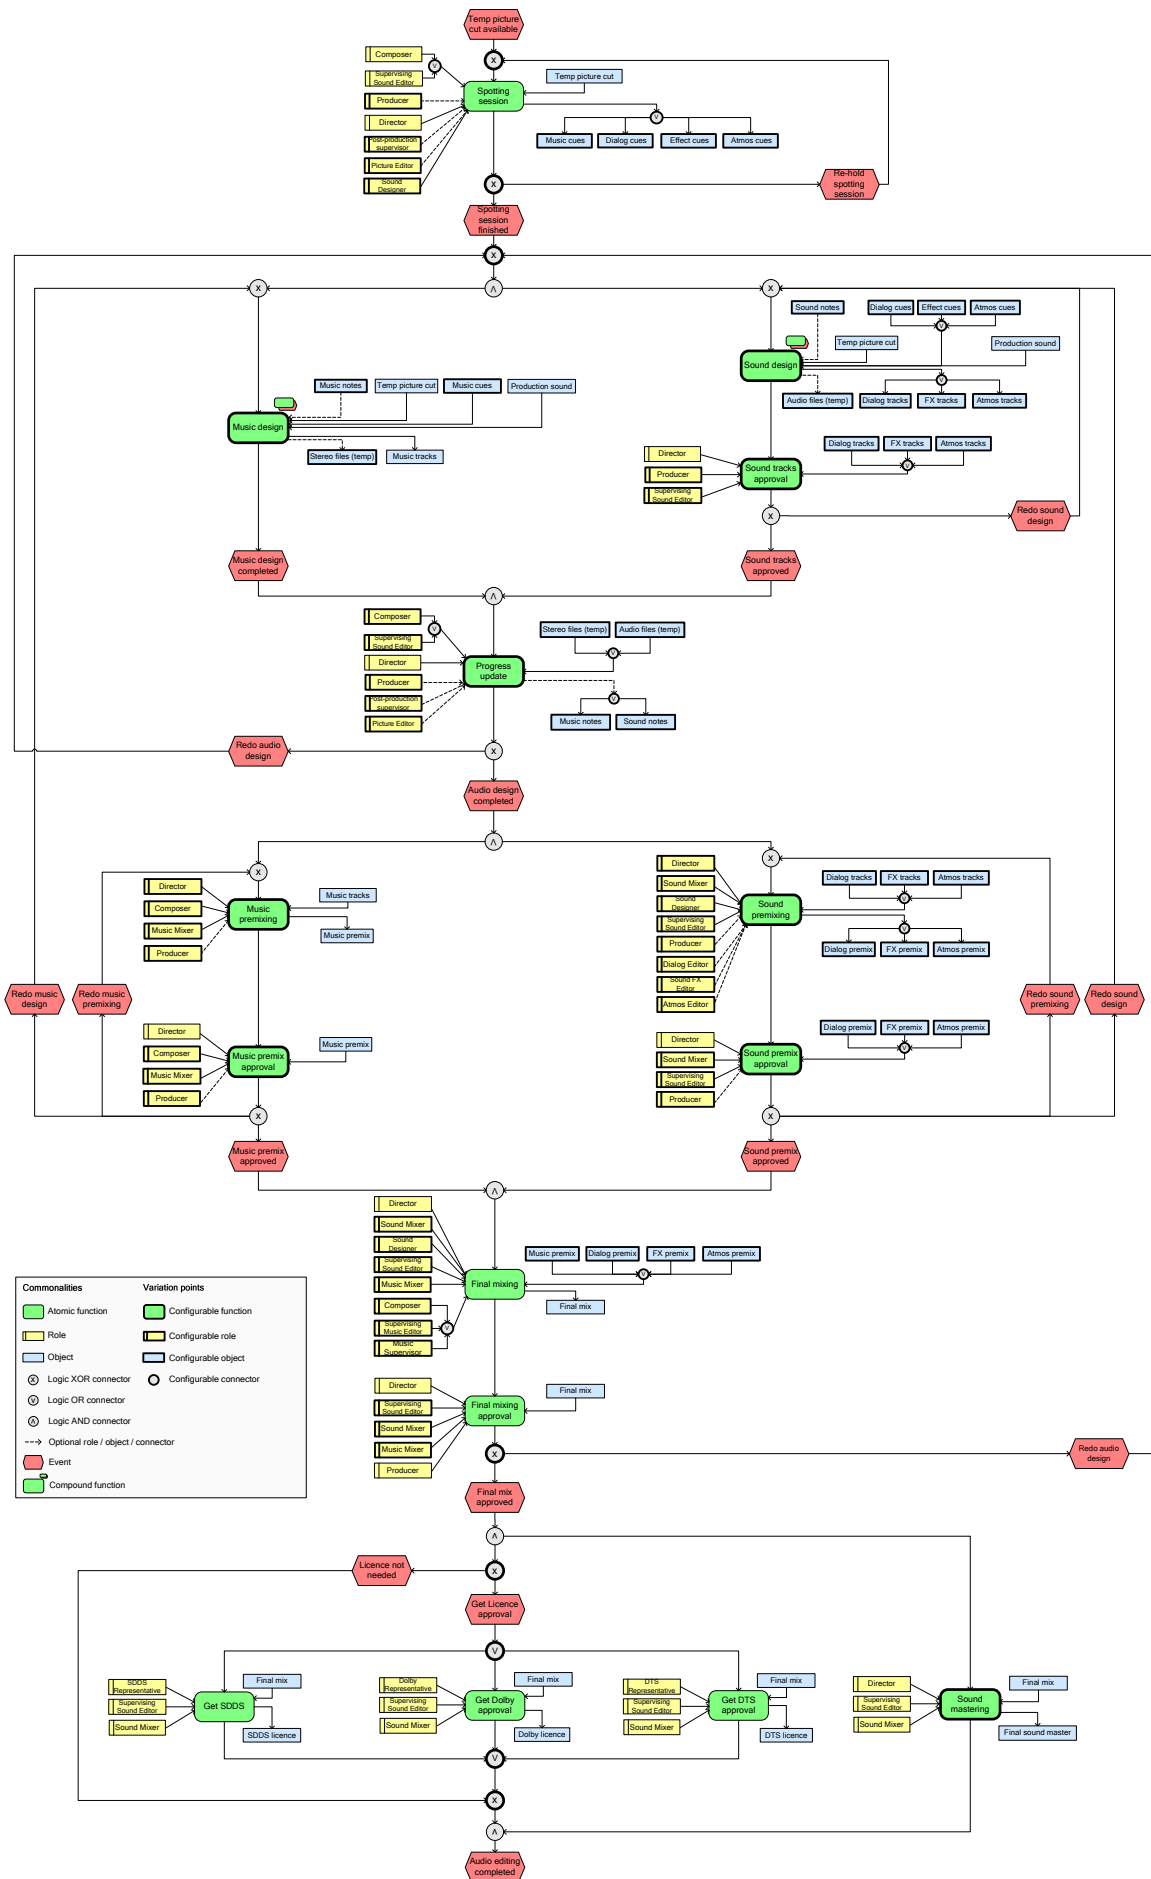 Temp picture
cut available
Composer
Supervising
Sound Editor
Producer
Director
Post-production
supervisor
Picture Editor
Sound
Designer
Spotting
session
Temp picture cut
Music cues
Dialog cues
Effect cues
Atmos cues
Re-hold
spotting
session
Spotting
session
finished
Music notes
Temp picture cut
Music cues
Production sound
Music design
Stereo files (temp)
Music tracks
Sound notes
Dialog cues
Effect cues
Atmos cues
Temp picture cut
Production sound
Sound design
Audio files (temp)
Dialog tracks
FX tracks
Atmos tracks
Dialog tracks
FX tracks
Atmos tracks
Director
Producer
Supervising
Sound Editor
Sound tracks
approval
Redo sound
design
Music design
completed
Sound tracks
approved
Composer
Supervising
Sound Editor
Director
Producer
Post-production
supervisor
Picture Editor
Progress
update
Stereo files (temp)
Audio files (temp)
Music notes
Sound notes
Redo audio
design
Audio design
completed
Director
Composer
Music Mixer
Producer
Music
premixing
Music tracks
Music premix
Director
Sound Mixer
Sound
Designer
Supervising
Sound Editor
Producer
Dialog Editor
Sound FX
Editor
Atmos Editor
Sound
premixing
Dialog tracks
FX tracks
Atmos tracks
Dialog premix
FX premix
Atmos premix
Redo music
design
Redo music
premixing
Redo sound
premixing
Redo sound
design
Director
Composer
Music Mixer
Producer
Music premix
approval
Music premix
Director
Sound Mixer
Supervising
Sound Editor
Producer
Sound premix
approval
Dialog premix
FX premix
Atmos premix
Music premix
approved
Sound premix
approved
Director
Sound Mixer
Sound
Designer
Supervising
Sound Editor
Music Mixer
Composer
Supervising
Music Editor
Music
Supervisor
Final mixing
Music premix
Dialog premix
FX premix
Atmos premix
Final mix
Commonalities
Variation points
Atomic function
Configurable function
Role
Configurable role
Object
Configurable object
Logic XOR connector
Configurable connector
Logic OR connector
Logic AND connector
Optional role / object / connector
Event
Compound function
Director
Supervising
Sound Editor
Sound Mixer
Music Mixer
Producer
Final mixing
approval
Final mix
Redo audio
design
Final mix
approved
Licence not
needed
Get Licence
approval
SDDS
Representative
Supervising
Sound Editor
Sound Mixer
Get SDDS
Final mix
SDDS licence
Dolby
Representative
Supervising
Sound Editor
Sound Mixer
Get Dolby
approval
Final mix
Dolby licence
DTS
Representative
Supervising
Sound Editor
Sound Mixer
Get DTS
approval
Final mix
DTS licence
Director
Supervising
Sound Editor
Sound Mixer
Sound
mastering
Final mix
Final sound master
Audio editing
completed